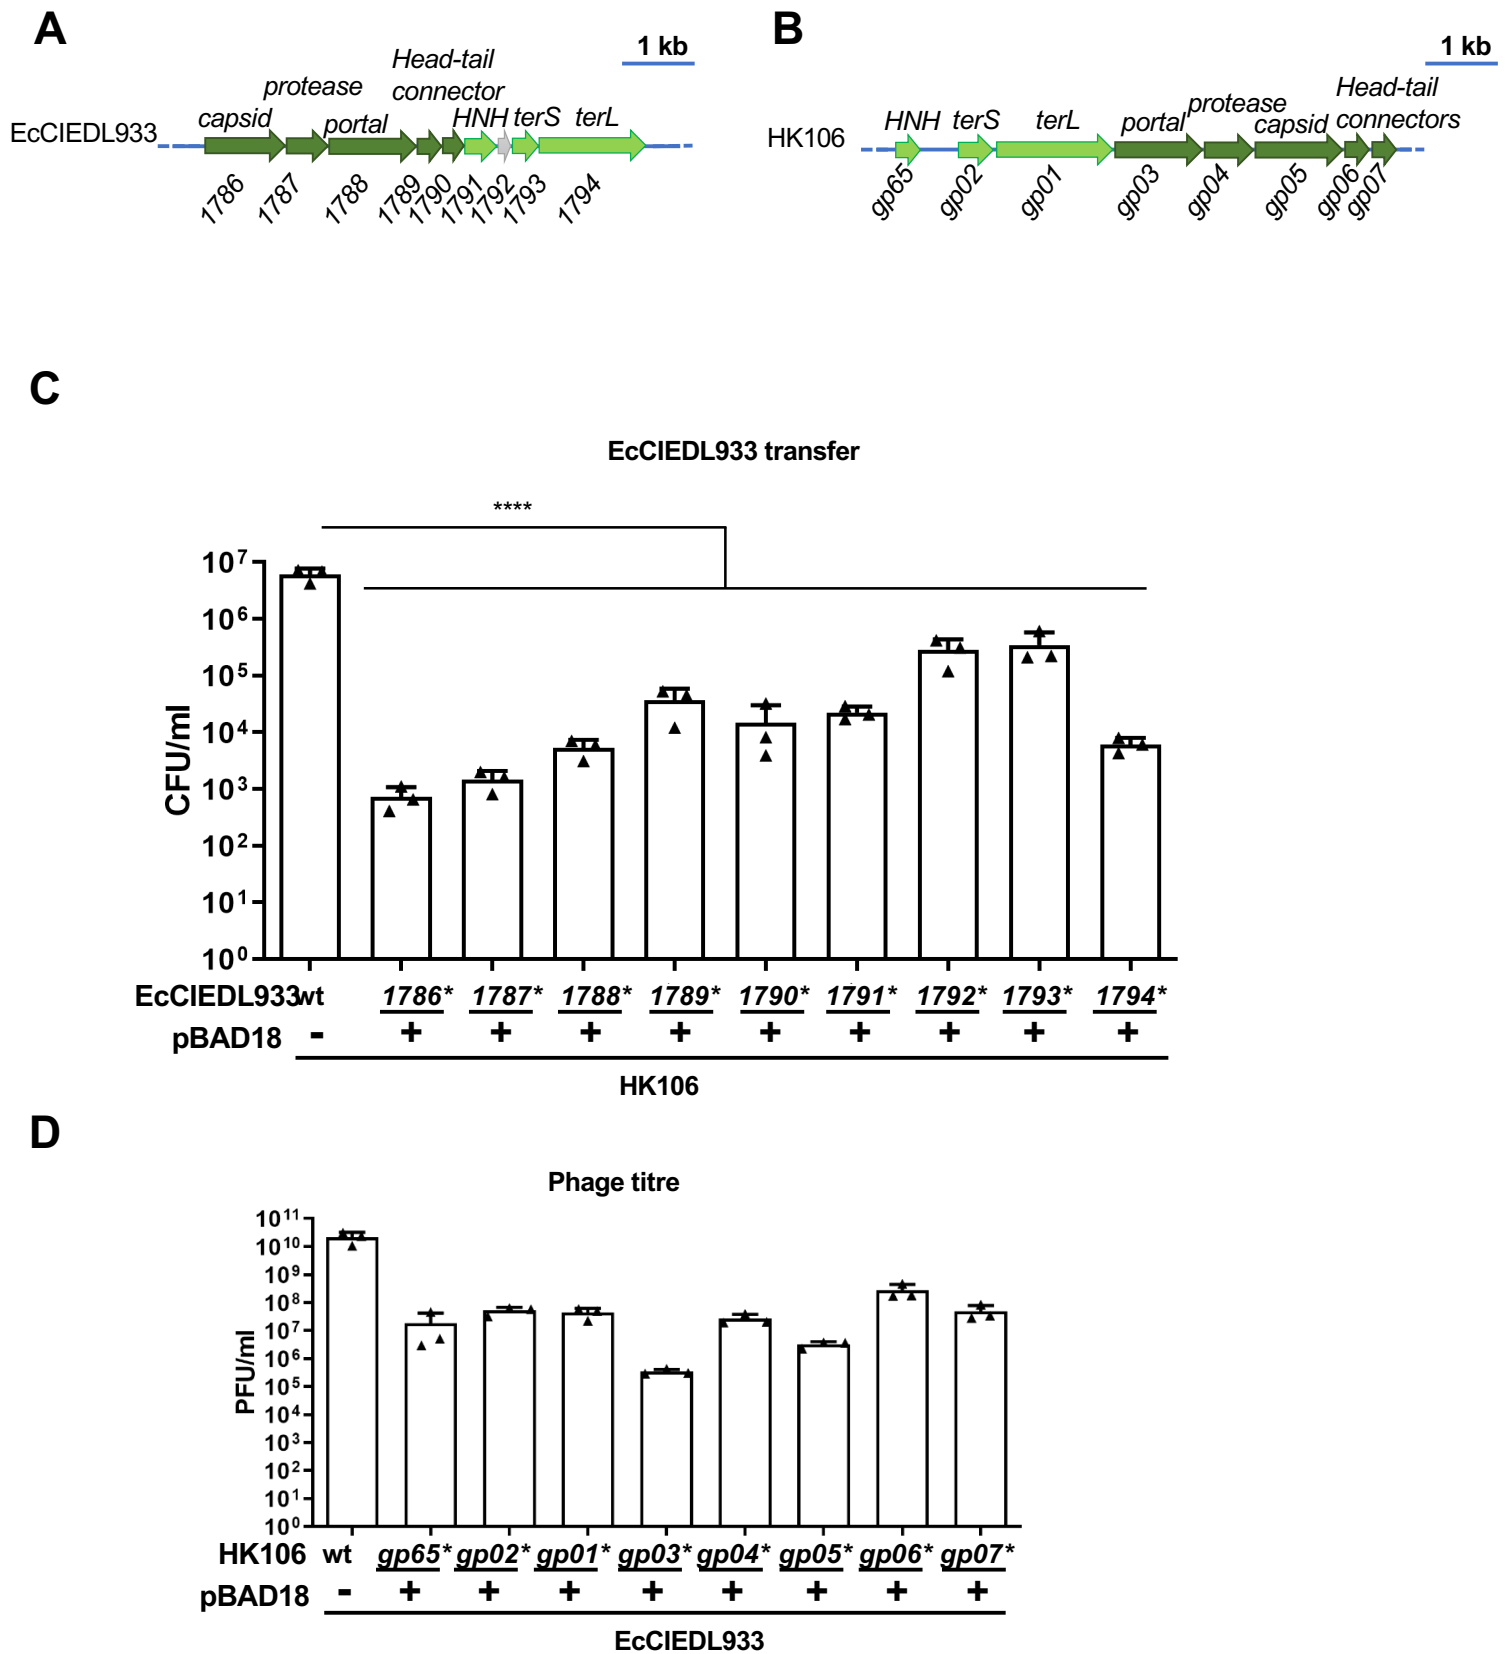 A
B
Head-tail
connector
1 kb
protease
capsid
portal
HNH
terS
terL
EcCIEDL933
1786
1787
1788
1789
1790
1791
1792
1793
1794
1 kb
Head-tail
connectors
protease
HNH
terS
terL
portal
capsid
HK106
gp65
gp02
gp01
gp03
gp04
gp05
gp06
gp07
C
EcCIEDL933 transfer
****
CFU/ml
10⁷
10⁶
10⁵
10⁴
10³
10²
10¹
10⁰
EcCIEDL933 wt 1786* 1787* 1788* 1789* 1790* 1791* 1792* 1793* 1794*
pBAD18 - + + + + + + + + +
HK106
D
Phage titre
PFU/ml
10¹¹
10¹⁰
10⁹
10⁸
10⁷
10⁶
10⁵
10⁴
10³
10²
10¹
10⁰
HK106 wt gp65* gp02* gp01* gp03* gp04* gp05* gp06* gp07*
pBAD18 - + + + + + + + +
EcCIEDL933